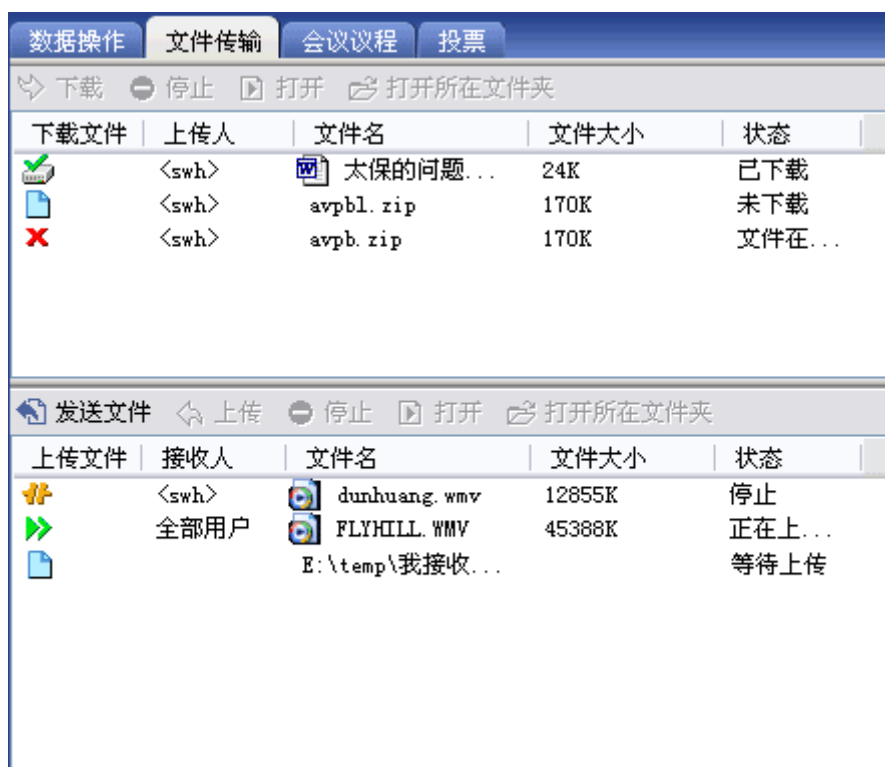 数据操作 文件传输 会议议程 投票
下载 停止 打开 打开所在文件夹
下载文件 上传人 文件名 文件大小 状态
<swh> 太保的问题... 24K 已下载
<swh> avpb1.zip 170K 未下载
<swh> avpb.zip 170K 文件在...
发送文件 上传 停止 打开 打开所在文件夹
上传文件 接收人 文件名 文件大小 状态
<swh> dunhuang.wmv 12855K 停止
全部用户 FLYHILL.WMV 45388K 正在上...
E:\temp\我接收... 等待上传